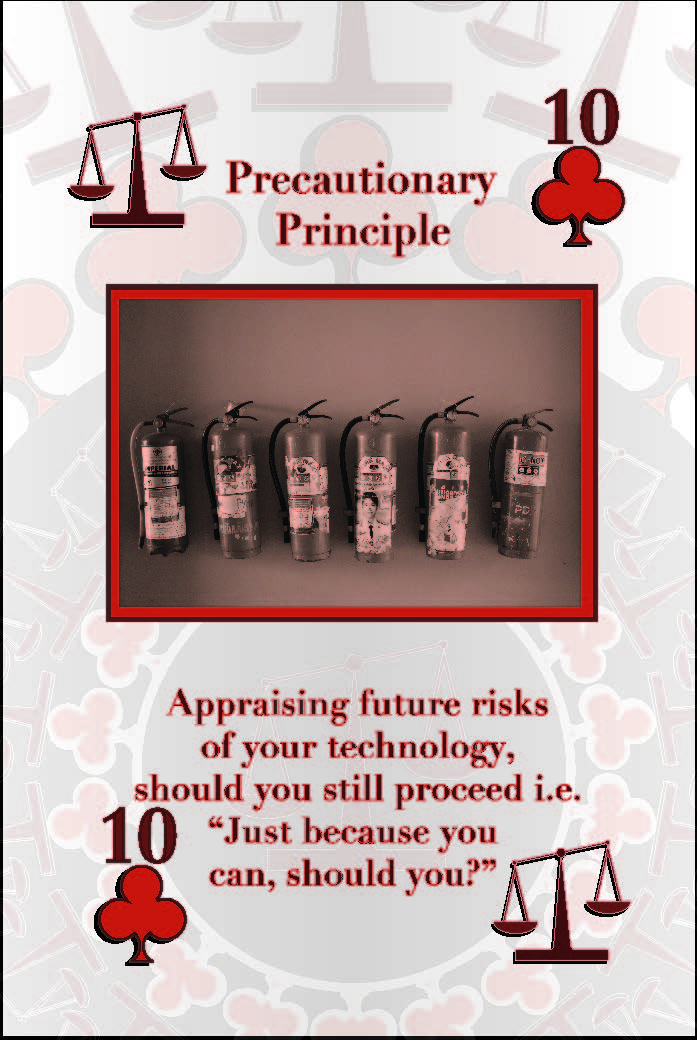 10
Precautionary
Principle
IMPERIAL
Appraising future risks
of your technology,
should you still proceed i.e.
“Just because you
can, should you?”
10